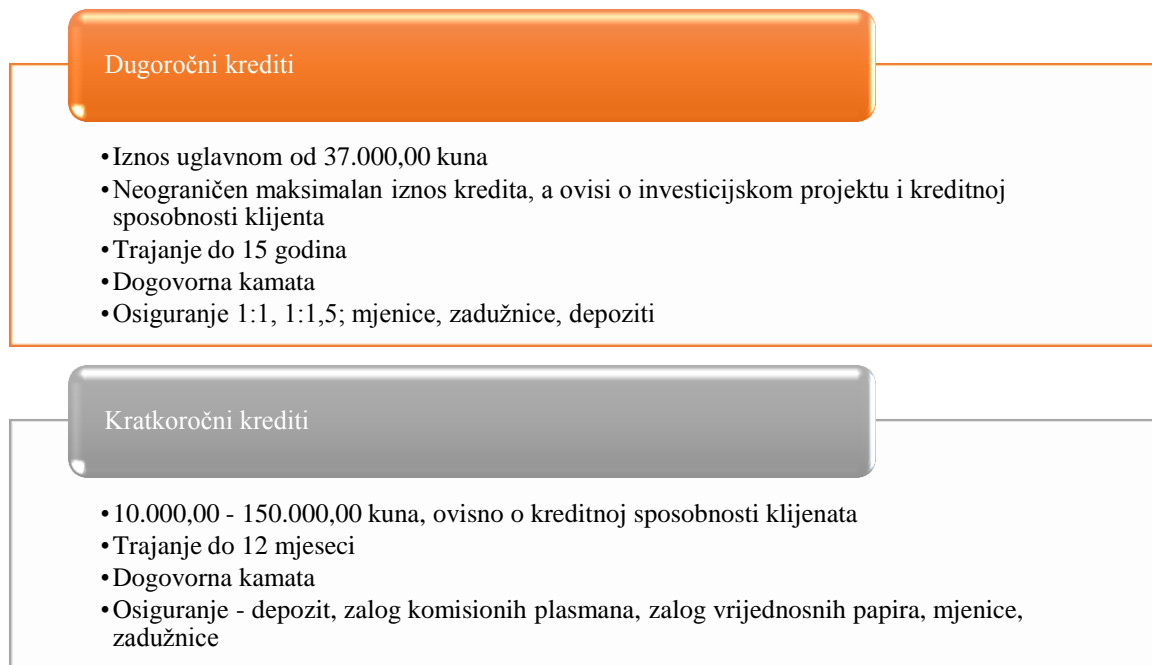 Dugoročni krediti
•Iznos uglavnom od 37.000,00 kuna
•Neograničen maksimalan iznos kredita, a ovisi o investicijskom projektu i kreditnoj
sposobnosti klijenta
•Trajanje do 15 godina
•Dogovorna kamata
•Osiguranje 1:1, 1:1,5; mjenice, zadužnice, depoziti
Kratkoročni krediti
•10.000,00 - 150.000,00 kuna, ovisno o kreditnoj sposobnosti klijenata
•Trajanje do 12 mjeseci
•Dogovorna kamata
•Osiguranje - depozit, zalog komisionih plasmana, zalog vrijednosnih papira, mjenice,
zadužnice